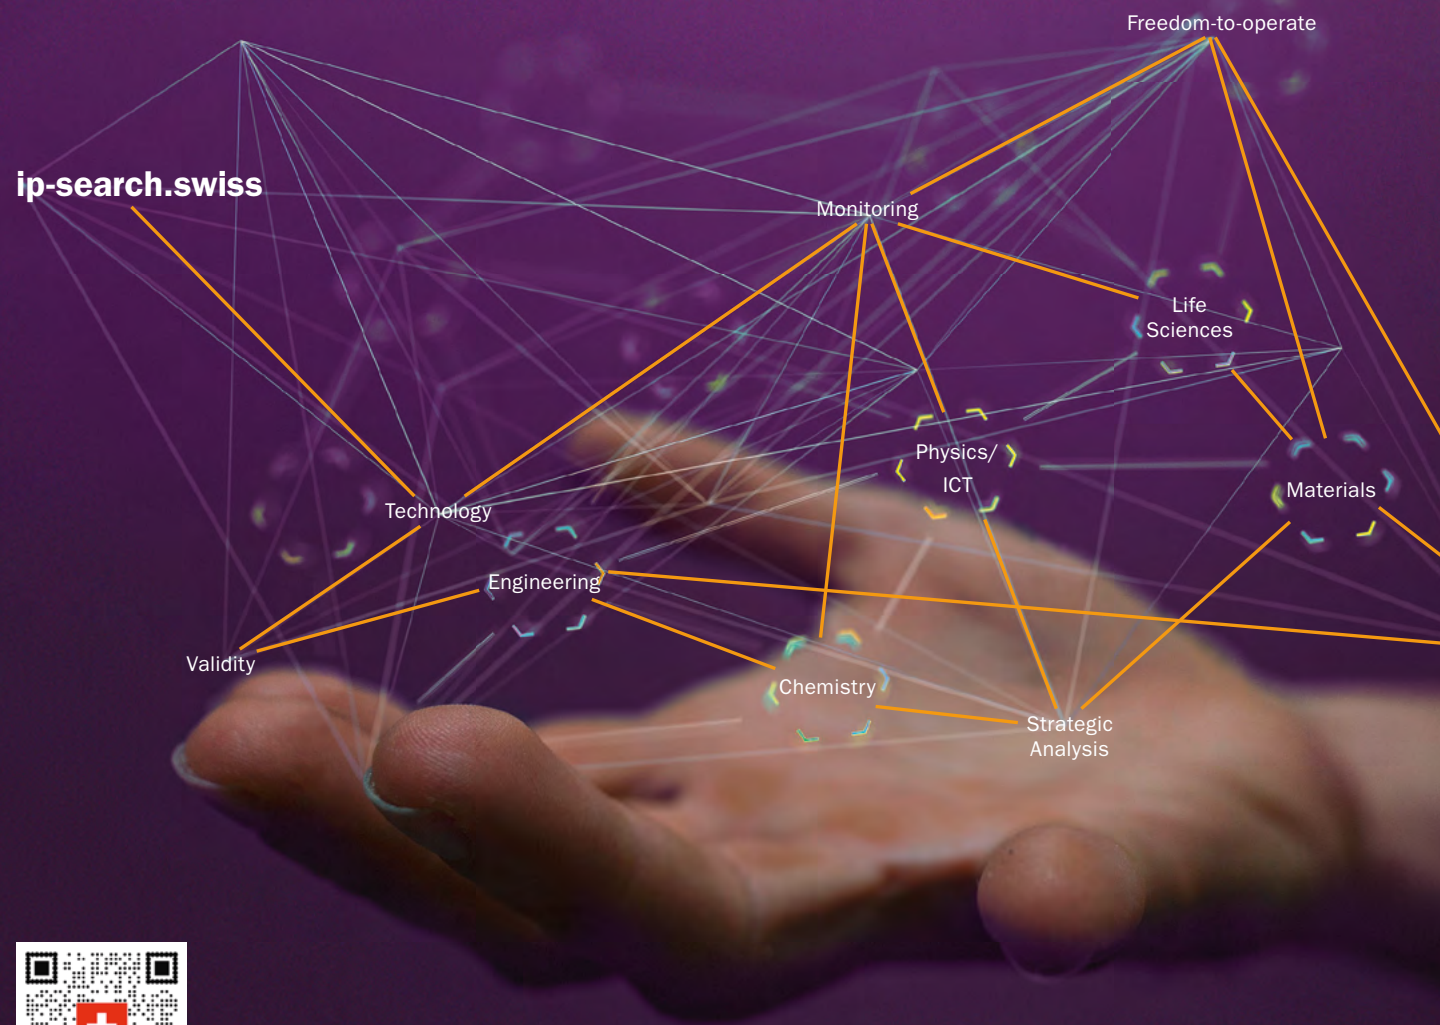 Freedom-to-operate
ip-search.swiss
Monitoring
Life
Sciences
Physics/
ICT
Materials
Technology
Engineering
Validity
Chemistry
Strategic
Analysis